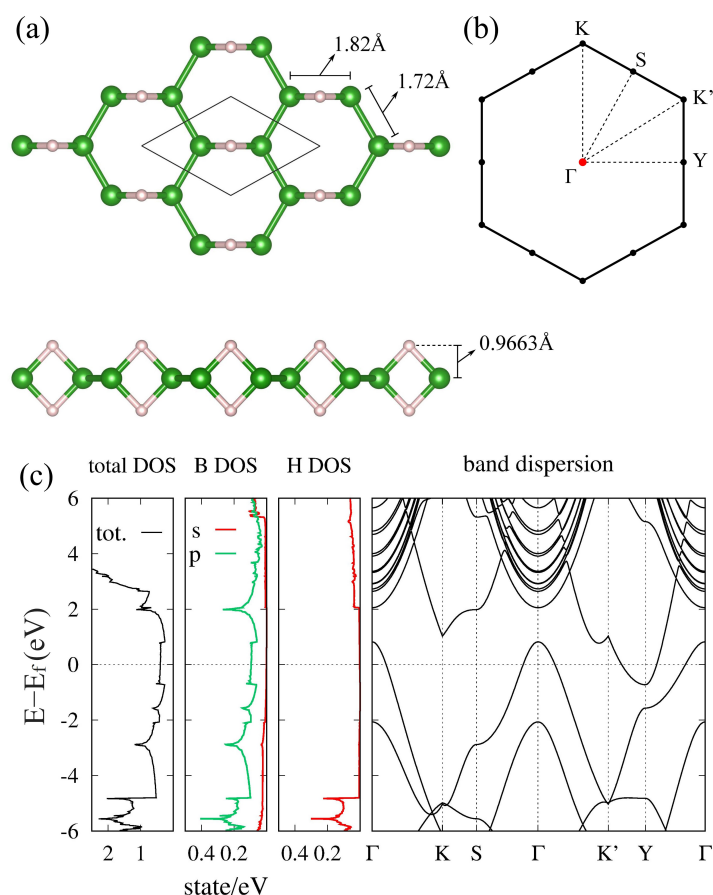 (a)
1.82Å
1.72Å
0.9663Å
(b)
K
S
K'
Y
Γ
(c)
total DOS
B DOS
H DOS
band dispersion
E−E_f(eV)
6
4
2
0
-2
-4
-6
tot.
s
p
2 1
0.4 0.2
0.4 0.2
state/eV
Γ K S Γ K' Y Γ